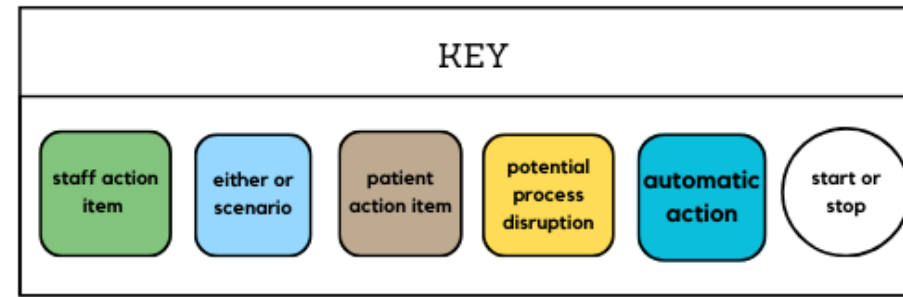 KEY
staff action
item
either or
scenario
patient
action item
potential
process
disruption
automatic
action
start or
stop